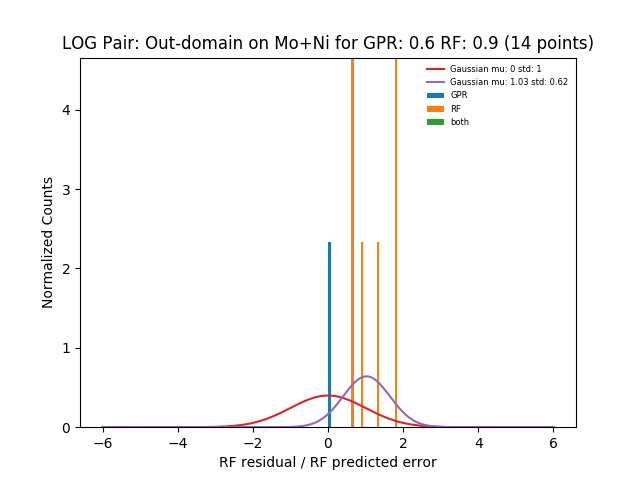 LOG Pair: Out-domain on Mo+Ni for GPR: 0.6 RF: 0.9 (14 points)
Gaussian mu: 0 std: 1
Gaussian mu: 1.03 std: 0.62
GPR
RF
both
Normalized Counts
4
3
2
1
0
−6 −4 −2 0 2 4 6
RF residual / RF predicted error